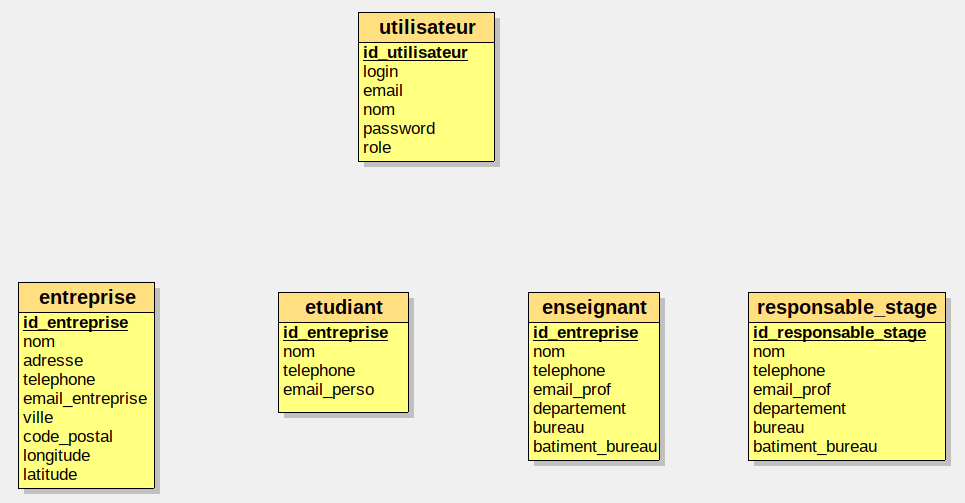 utilisateur
id_utilisateur
login
email
nom
password
role
entreprise
id_entreprise
nom
adresse
telephone
email_entreprise
ville
code_postal
longitude
latitude
etudiant
id_entreprise
nom
telephone
email_perso
enseignant
id_entreprise
nom
telephone
email_prof
departement
bureau
batiment_bureau
responsable_stage
id_responsable_stage
nom
telephone
email_prof
departement
bureau
batiment_bureau